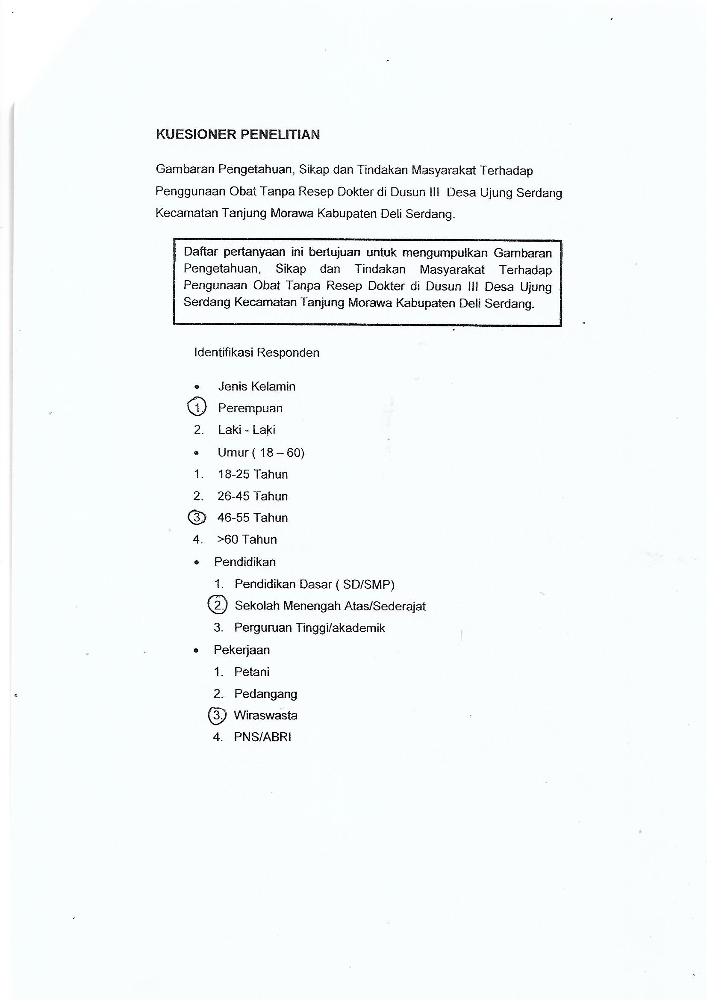 KUESIONER PENELITIAN
Gambaran Pengetahuan, Sikap dan Tindakan Masyarakat Terhadap
Penggunaan Obat Tanpa Resep Dokter di Dusun III Desa Ujung Serdang
Kecamatan Tanjung Morawa Kabupaten Deli Serdang.
Daftar pertanyaan ini bertujuan untuk mengumpulkan Gambaran
Pengetahuan, Sikap dan Tindakan Masyarakat Terhadap
Pengunaan Obat Tanpa Resep Dokter di Dusun III Desa Ujung
Serdang Kecamatan Tanjung Morawa Kabupaten Deli Serdang.
Identifikasi Responden
• Jenis Kelamin
1. Perempuan
2. Laki - Laki
• Umur ( 18 – 60)
1. 18-25 Tahun
2. 26-45 Tahun
3. 46-55 Tahun
4. >60 Tahun
• Pendidikan
1. Pendidikan Dasar ( SD/SMP)
2. Sekolah Menengah Atas/Sederajat
3. Perguruan Tinggi/akademik
• Pekerjaan
1. Petani
2. Pedangang
3. Wiraswasta
4. PNS/ABRI